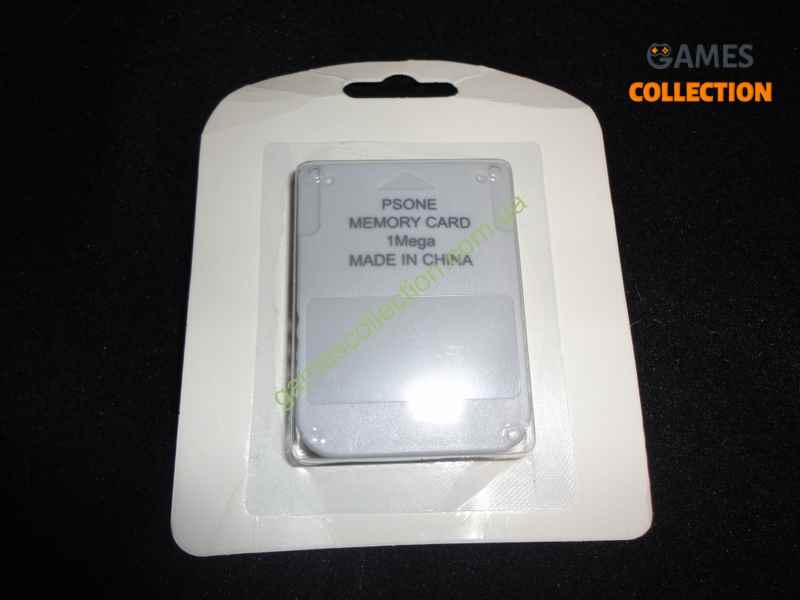 GAMES
COLLECTION
PSONE
MEMORY CARD
1Mega
MADE IN CHINA
gamescollection.com.ua